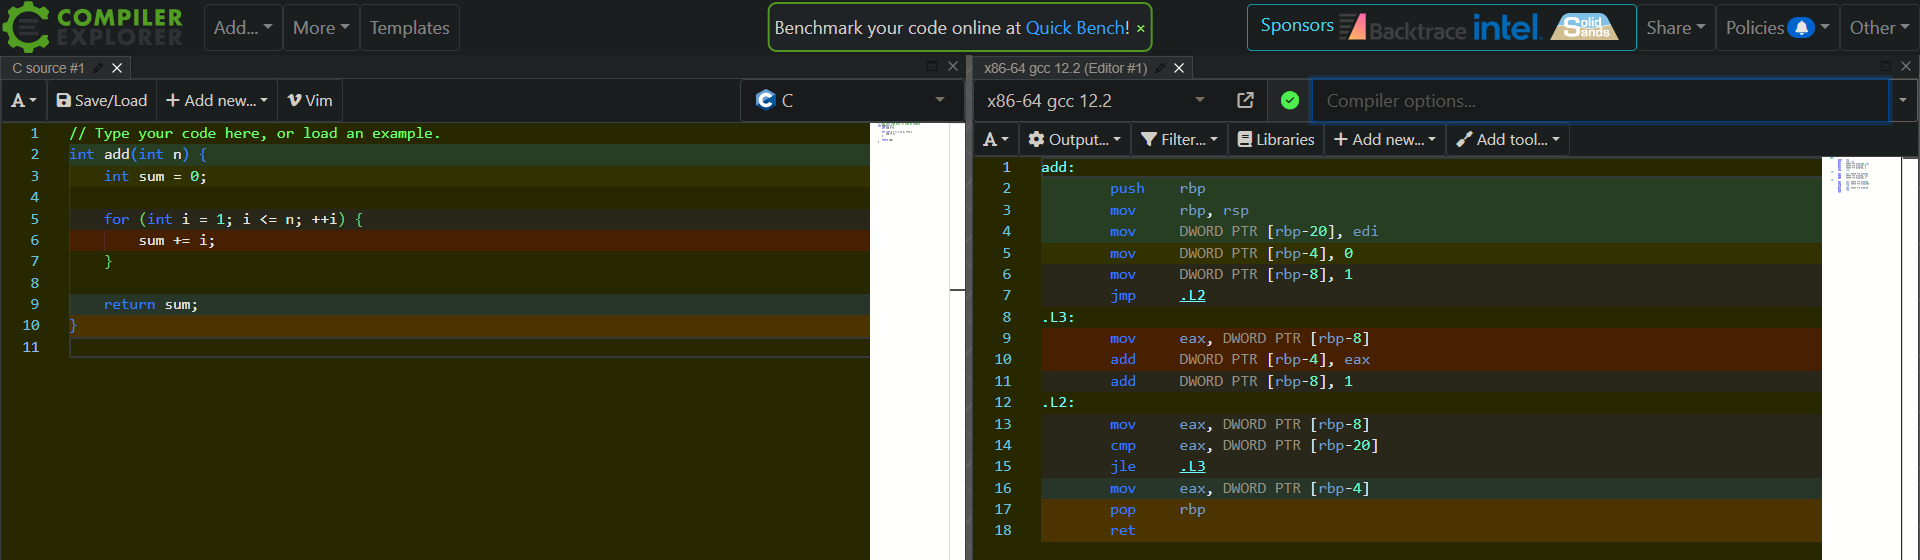 COMPILER
EXPLORER
Add...
More
Templates
Benchmark your code online at Quick Bench! ×
Sponsors
Backtrace
intel.
Solid
Sands
Share
Policies
Other
C source #1
A
Save/Load
Add new...
Vim
C
1 // Type your code here, or load an example.
2 int add(int n) {
3     int sum = 0;
4
5     for (int i = 1; i <= n; ++i) {
6         sum += i;
7     }
8
9     return sum;
10 }
11
x86-64 gcc 12.2 (Editor #1)
x86-64 gcc 12.2
Compiler options...
A
Output...
Filter...
Libraries
Add new...
Add tool...
1 add:
2         push    rbp
3         mov     rbp, rsp
4         mov     DWORD PTR [rbp-20], edi
5         mov     DWORD PTR [rbp-4], 0
6         mov     DWORD PTR [rbp-8], 1
7         jmp     .L2
8 .L3:
9         mov     eax, DWORD PTR [rbp-8]
10         add     DWORD PTR [rbp-4], eax
11         add     DWORD PTR [rbp-8], 1
12 .L2:
13         mov     eax, DWORD PTR [rbp-8]
14         cmp     eax, DWORD PTR [rbp-20]
15         jle     .L3
16         mov     eax, DWORD PTR [rbp-4]
17         pop     rbp
18         ret